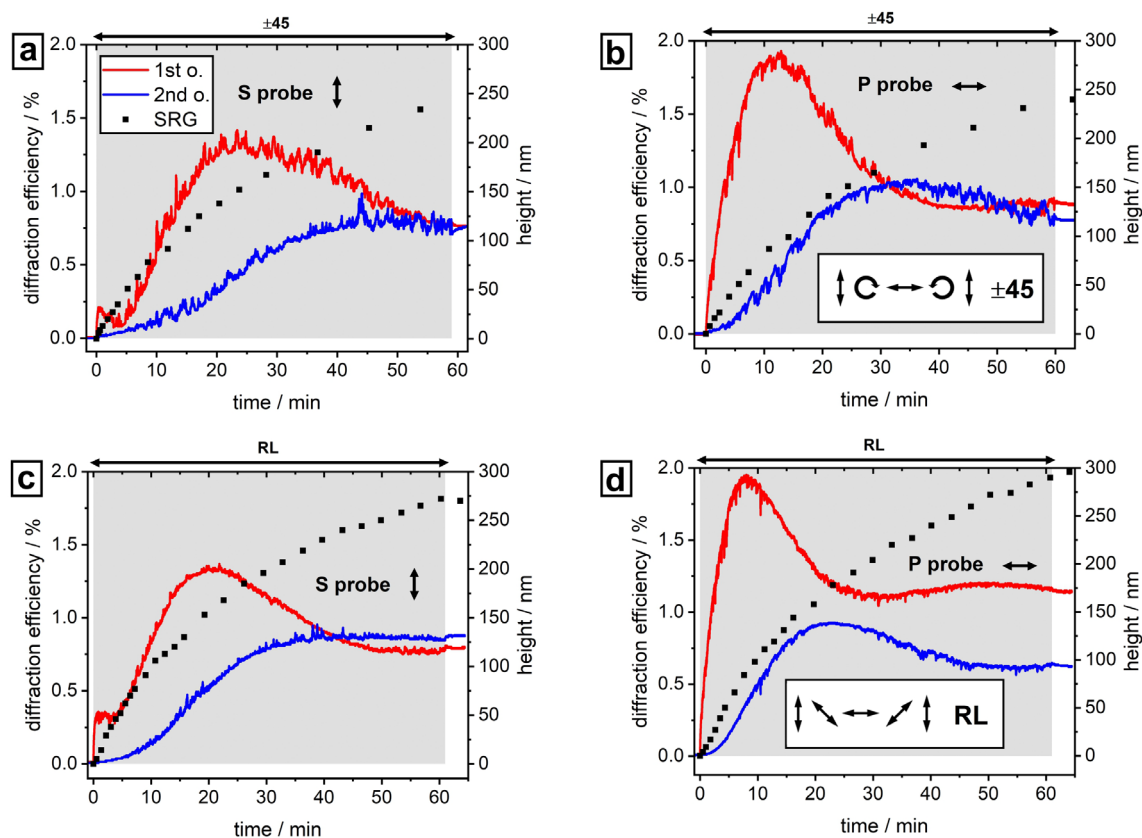 a
±45
2.0
1.5
1.0
0.5
0.0
diffraction efficiency / %
1st o.
2nd o.
SRG
S probe
300
250
200
150
100
50
0
height / nm
0 10 20 30 40 50 60
time / min
b
±45
2.0
1.5
1.0
0.5
0.0
diffraction efficiency / %
P probe
±45
300
250
200
150
100
50
0
height / nm
0 10 20 30 40 50 60
time / min
c
RL
2.0
1.5
1.0
0.5
0.0
diffraction efficiency / %
S probe
300
250
200
150
100
50
0
height / nm
0 10 20 30 40 50 60
time / min
d
RL
2.0
1.5
1.0
0.5
0.0
diffraction efficiency / %
P probe
RL
300
250
200
150
100
50
0
height / nm
0 10 20 30 40 50 60
time / min